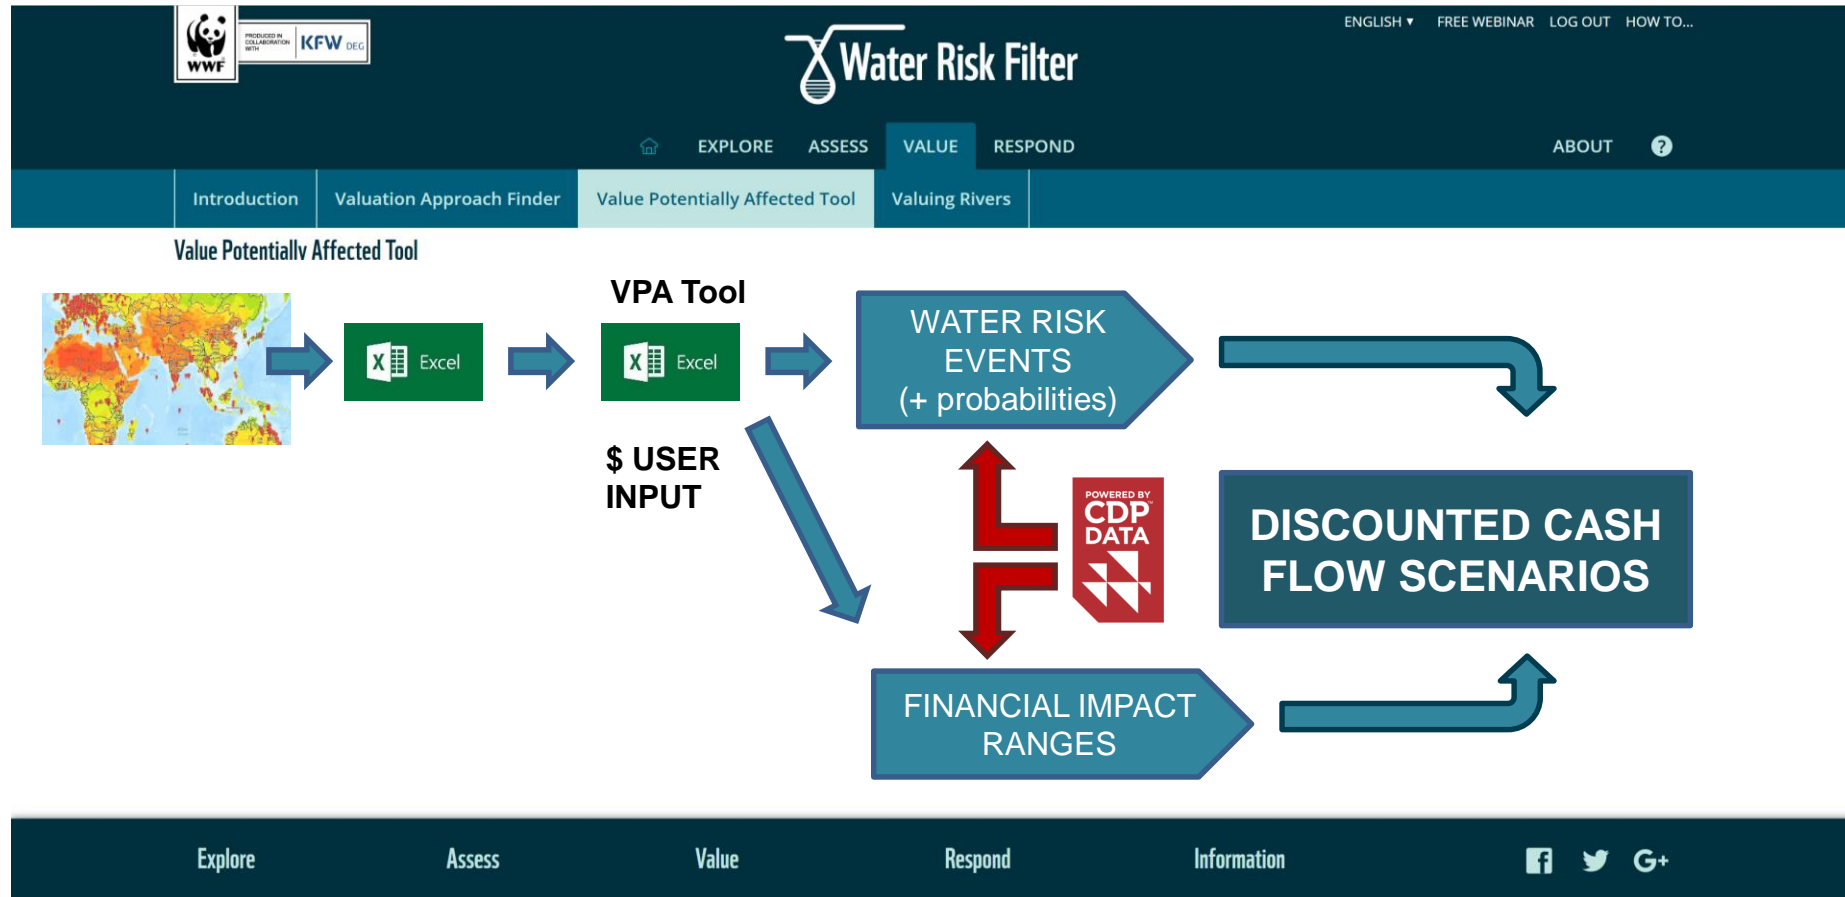 WWF
PRODUCED IN
COLLABORATION
WITH
KFW DEG
Water Risk Filter
ENGLISH ▾ FREE WEBINAR LOG OUT HOW TO...
EXPLORE ASSESS VALUE RESPOND ABOUT ?
Introduction Valuation Approach Finder Value Potentially Affected Tool Valuing Rivers
Value Potentially Affected Tool
VPA Tool
Excel
Excel
WATER RISK
EVENTS
(+ probabilities)
$ USER
INPUT
POWERED BY
CDP™
DATA
DISCOUNTED CASH
FLOW SCENARIOS
FINANCIAL IMPACT
RANGES
Explore Assess Value Respond Information